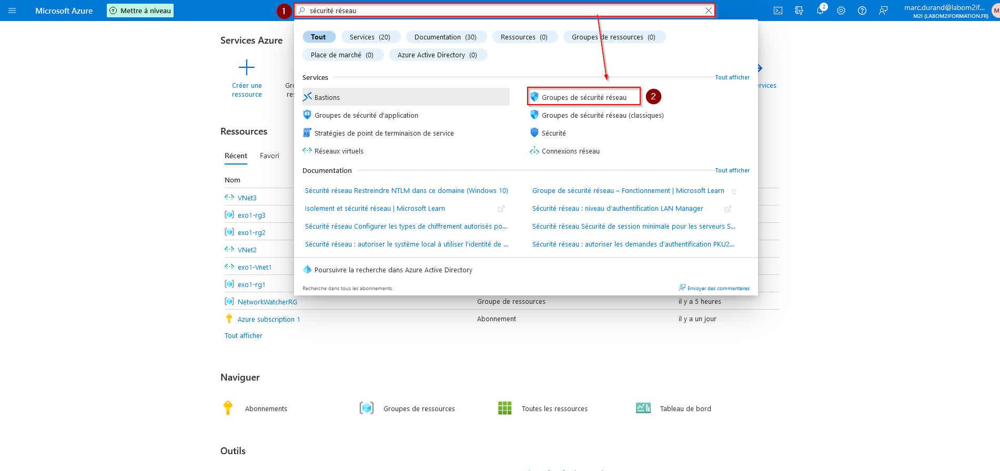 Microsoft Azure
Mettre à niveau
1
sécurité réseau
2
marc.durand@labom2if...
M2I (LABOM2IFORMATION.FR)
M
Services Azure
Créer une
ressource
Tout
Services (20)
Documentation (30)
Ressources (0)
Groupes de ressources (0)
Place de marché (0)
Azure Active Directory (0)
Services
Tout afficher
Bastions
Groupes de sécurité réseau
2
Groupes de sécurité d'application
Groupes de sécurité réseau (classiques)
Stratégies de point de terminaison de service
Sécurité
Réseaux virtuels
Connexions réseau
Documentation
Tout afficher
Sécurité réseau Restreindre NTLM dans ce domaine (Windows 10)
Groupe de sécurité réseau – Fonctionnement | Microsoft Learn
Isolement et sécurité réseau | Microsoft Learn
Sécurité réseau : niveau d'authentification LAN Manager
Sécurité réseau Configurer les types de chiffrement autorisés po...
Sécurité réseau Sécurité de session minimale pour les serveurs S...
Sécurité réseau : autoriser le système local à utiliser l'identité de ...
Sécurité réseau : autoriser les demandes d'authentification PKU2...
Poursuivre la recherche dans Azure Active Directory
Recherche dans tous les abonnements.
Envoyer des commentaires
Gro
res
ervices
Ressources
Récent
Favori
Nom
VNet3
exo1-rg3
exo1-rg2
VNet2
exo1-Vnet1
exo1-rg1
NetworkWatcherRG
Groupe de ressources
il y a 5 heures
Azure subscription 1
Abonnement
il y a un jour
Tout afficher
Naviguer
Abonnements
Groupes de ressources
Toutes les ressources
Tableau de bord
Outils